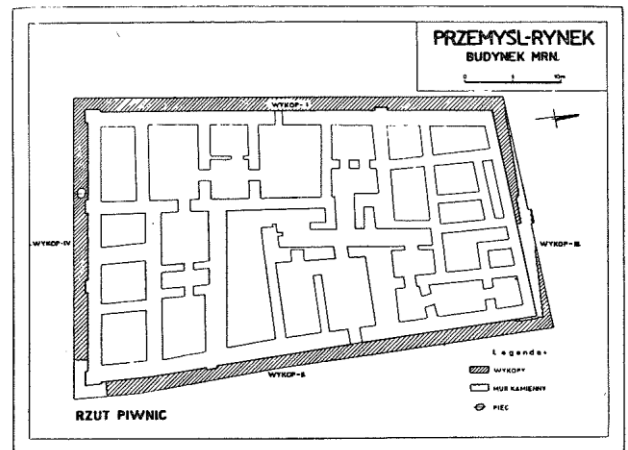 PRZEMYSL-RYNEK
BUDYNEK MRN.
0 5 10m
WYKOP-I
WYKOP-IV
WYKOP-III
WYKOP-II
Legenda:
WYKOPY
MUR KAMIENNY
PIEC
RZUT PIWNIC